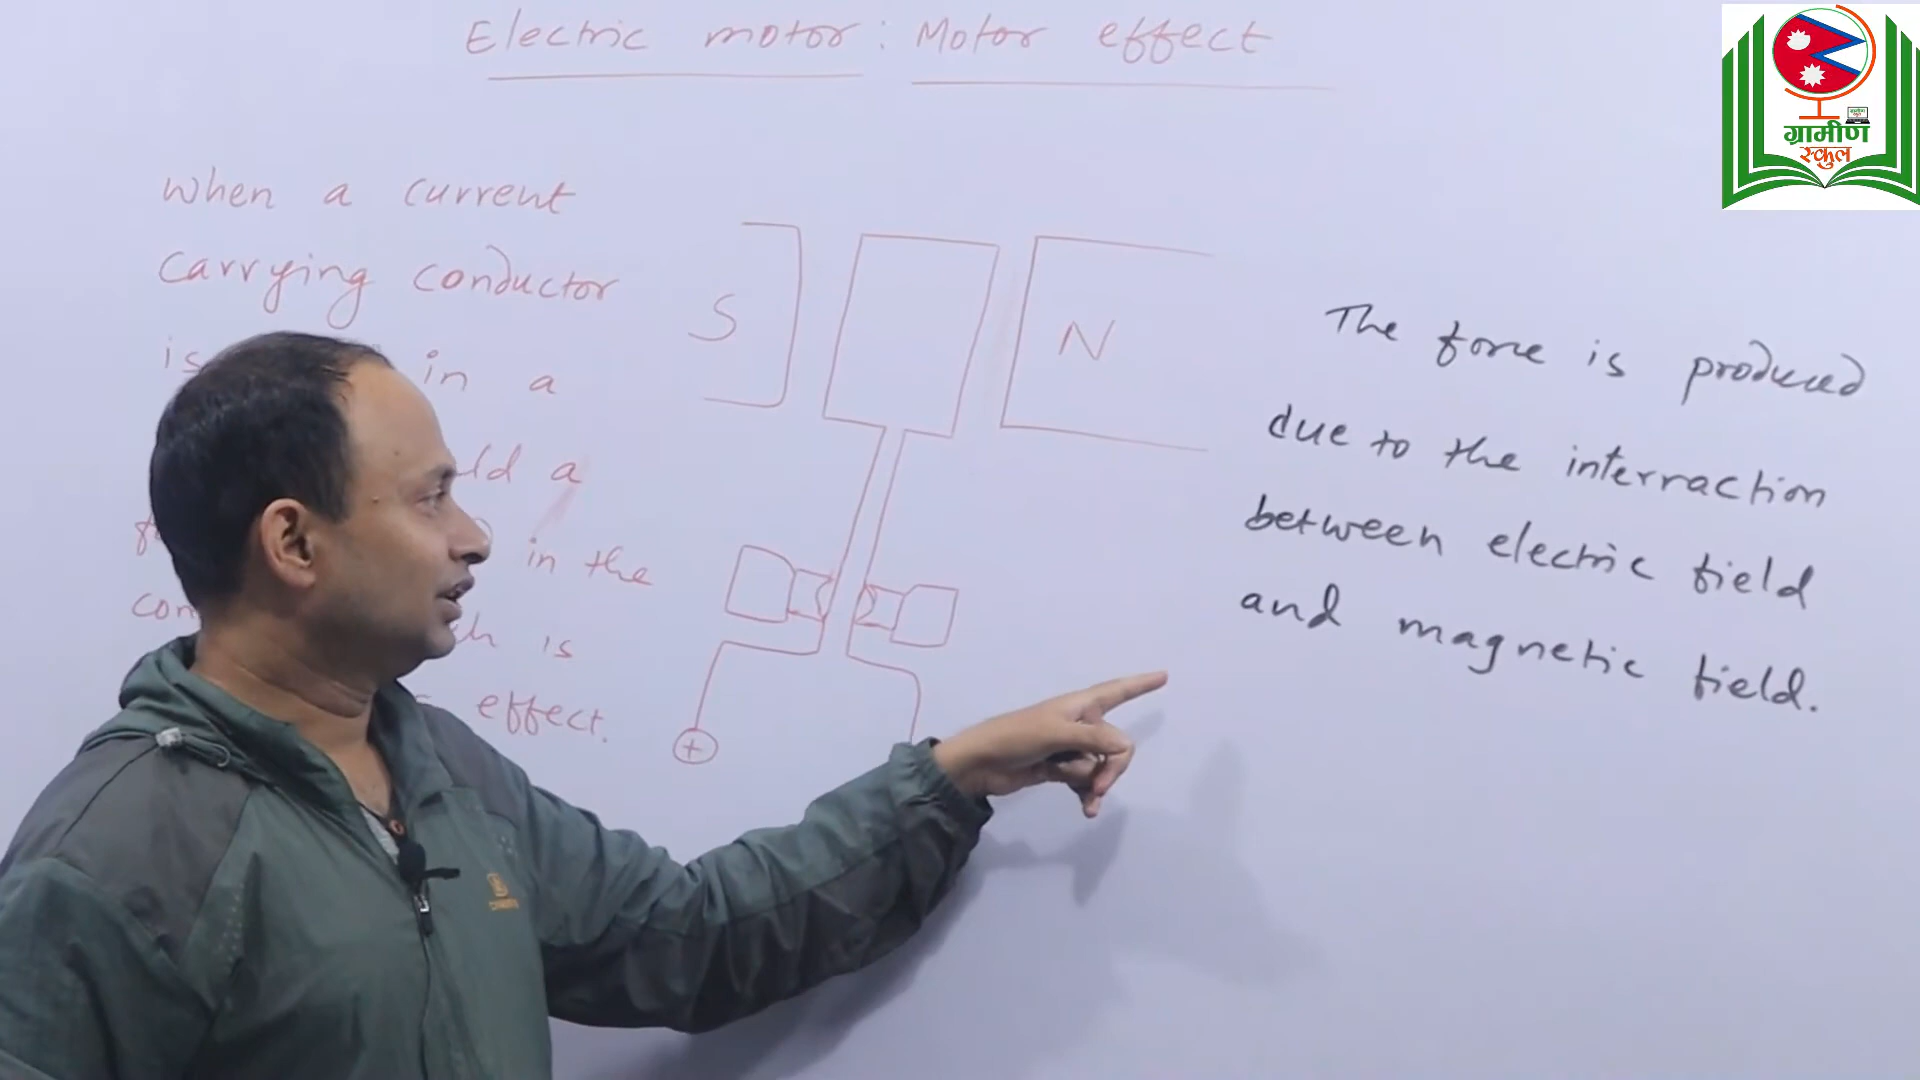 Electric motor: Motor effect
When a current
carrying conductor
is in a
a
in the
is
effect.
S
N
+
The force is produced
due to the interraction
between electric field
and magnetic field.
ग्रामीण
स्कुल